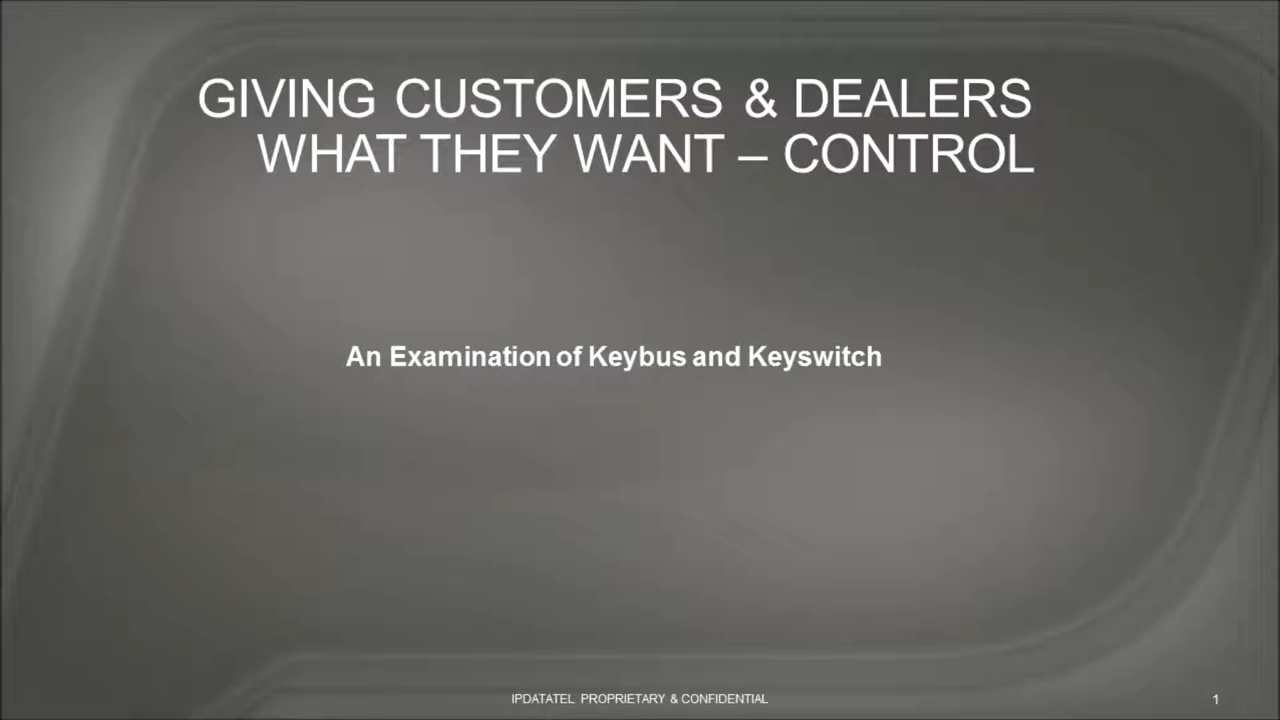 GIVING CUSTOMERS & DEALERS
WHAT THEY WANT – CONTROL
An Examination of Keybus and Keyswitch
IPDATATEL PROPRIETARY & CONFIDENTIAL
1